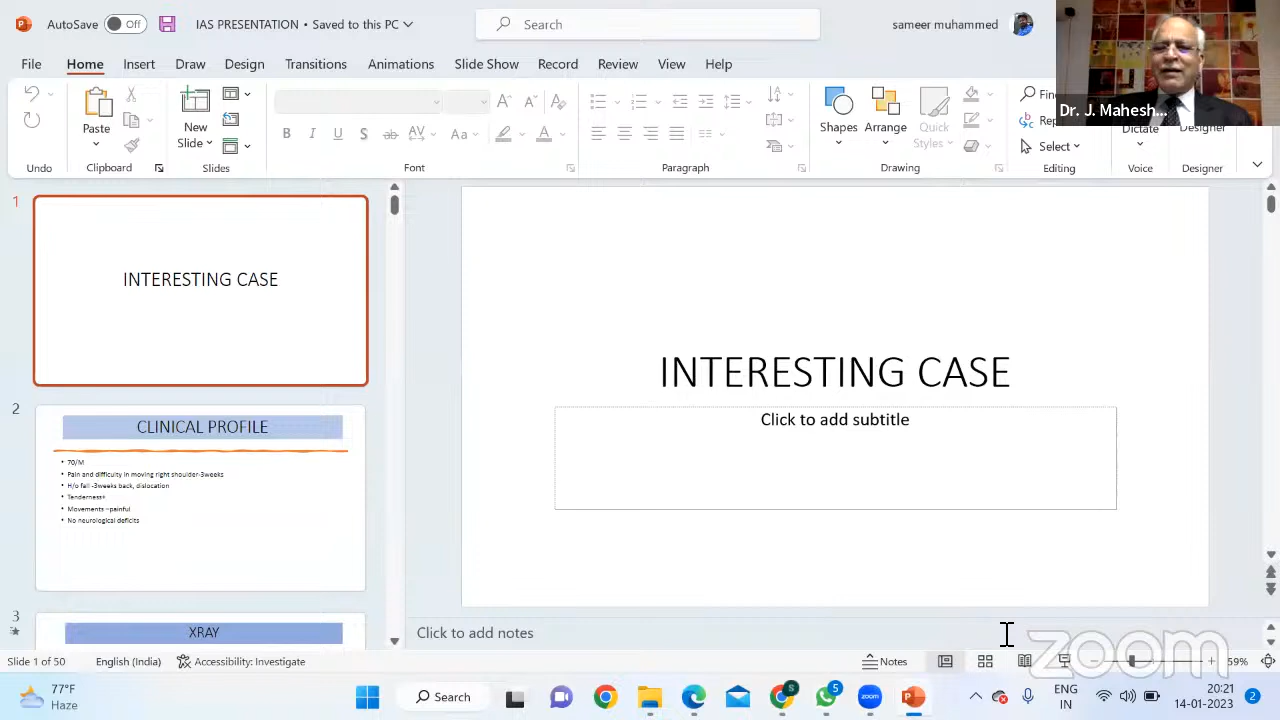 AutoSave Off IAS PRESENTATION • Saved to this PC Search sameer muhammed
File Home Insert Draw Design Transitions Animations Slide Show Record Review View Help
Dr. J. Mahesh...
Paste New
Slide
Shapes Arrange Quick
Styles
Select
Dictate
Designer
Undo Clipboard Slides Font Paragraph Drawing Editing Voice Designer
1
INTERESTING CASE
2
CLINICAL PROFILE
• 70/M
• Pain and difficulty in moving right shoulder-3weeks
• H/o fall -3weeks back, dislocation
• Tenderness+
• Movements –painful
• No neurological deficits
3
XRAY
INTERESTING CASE
Click to add subtitle
Click to add notes
Slide 1 of 50 English (India) Accessibility: Investigate Notes 59%
zoom
77°F
Haze
Search
S
5
zoom
ENG
IN
20:21
14-01-2023
2